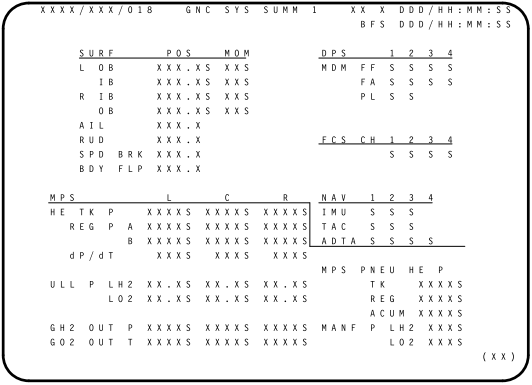 XXXX/XXX/018 GNC SYS SUMM 1 XX X DDD/HH:MM:SS
BFS DDD/HH:MM:SS
SURF POS MOM DPS 1 2 3 4
L OB XXX.XS XXS MDM FF S S S S
IB XXX.XS XXS FA S S S S
R IB XXX.XS XXS PL S S
OB XXX.XS XXS
AIL XXX.X
RUD XXX.X FCS CH 1 2 3 4
SPD BRK XXX.X S S S S
BDY FLP XXX.X
MPS L C R NAV 1 2 3 4
HE TK P XXXXS XXXXS XXXXS IMU S S S
REG P A XXXXS XXXXS XXXXS TAC S S S
B XXXXS XXXXS XXXXS ADTA S S S S
dP/dT XXXS XXXS XXXS
MPS PNEU HE P
ULL P LH2 XX.XS XX.XS XX.XS TK XXXXS
LO2 XX.XS XX.XS XX.XS REG XXXXS
ACUM XXXXS
GH2 OUT P XXXXS XXXXS XXXXS MANF P LH2 XXXS
GO2 OUT T XXXXS XXXXS XXXXS LO2 XXXS
(XX)